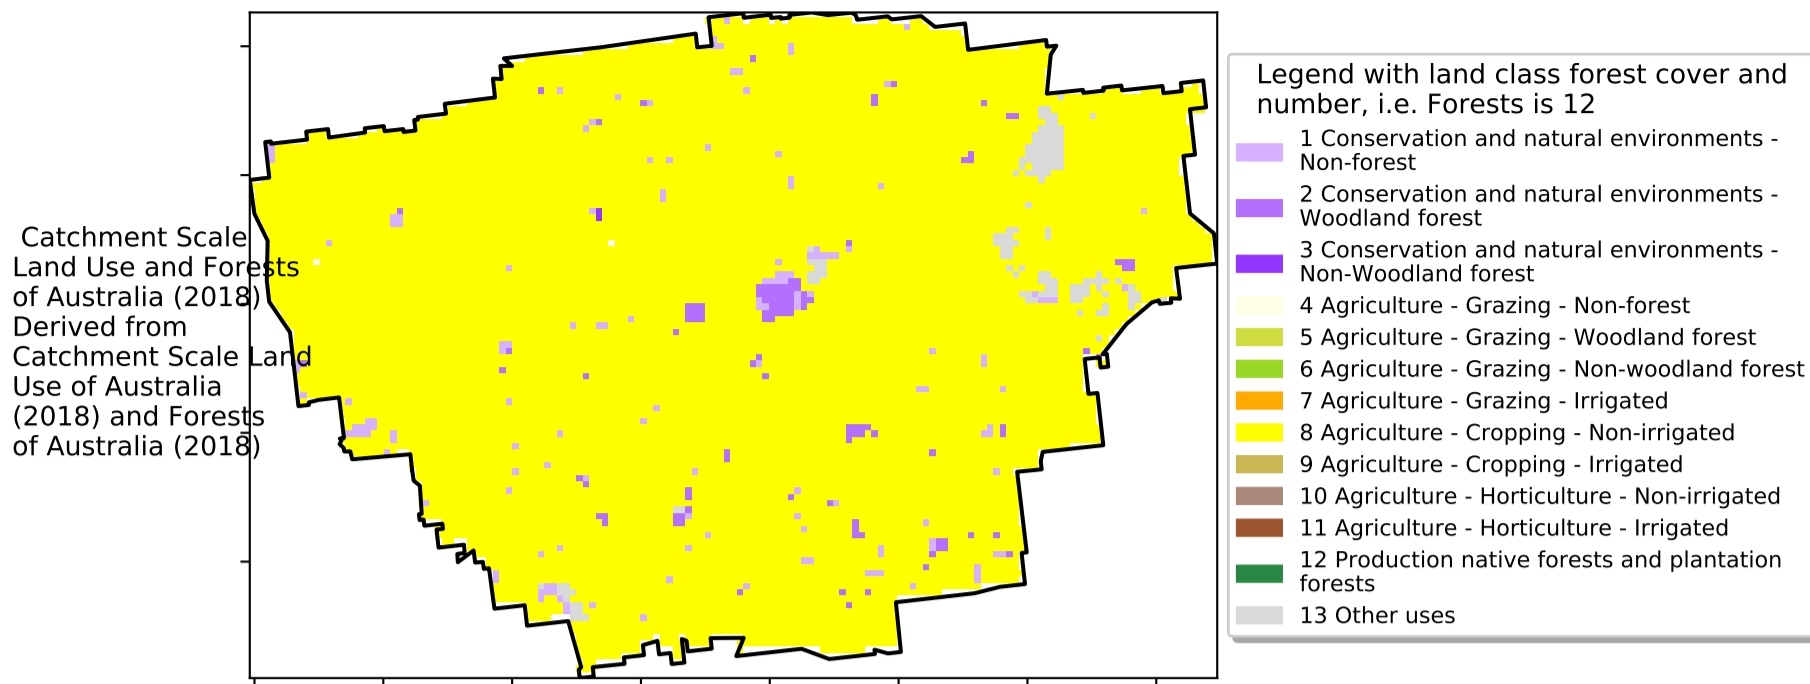 Catchment Scale
Land Use and Forests
of Australia (2018)
Derived from
Catchment Scale Land
Use of Australia
(2018) and Forests
of Australia (2018)
Legend with land class forest cover and
number, i.e. Forests is 12
1 Conservation and natural environments -
Non-forest
2 Conservation and natural environments -
Woodland forest
3 Conservation and natural environments -
Non-Woodland forest
4 Agriculture - Grazing - Non-forest
5 Agriculture - Grazing - Woodland forest
6 Agriculture - Grazing - Non-woodland forest
7 Agriculture - Grazing - Irrigated
8 Agriculture - Cropping - Non-irrigated
9 Agriculture - Cropping - Irrigated
10 Agriculture - Horticulture - Non-irrigated
11 Agriculture - Horticulture - Irrigated
12 Production native forests and plantation
forests
13 Other uses